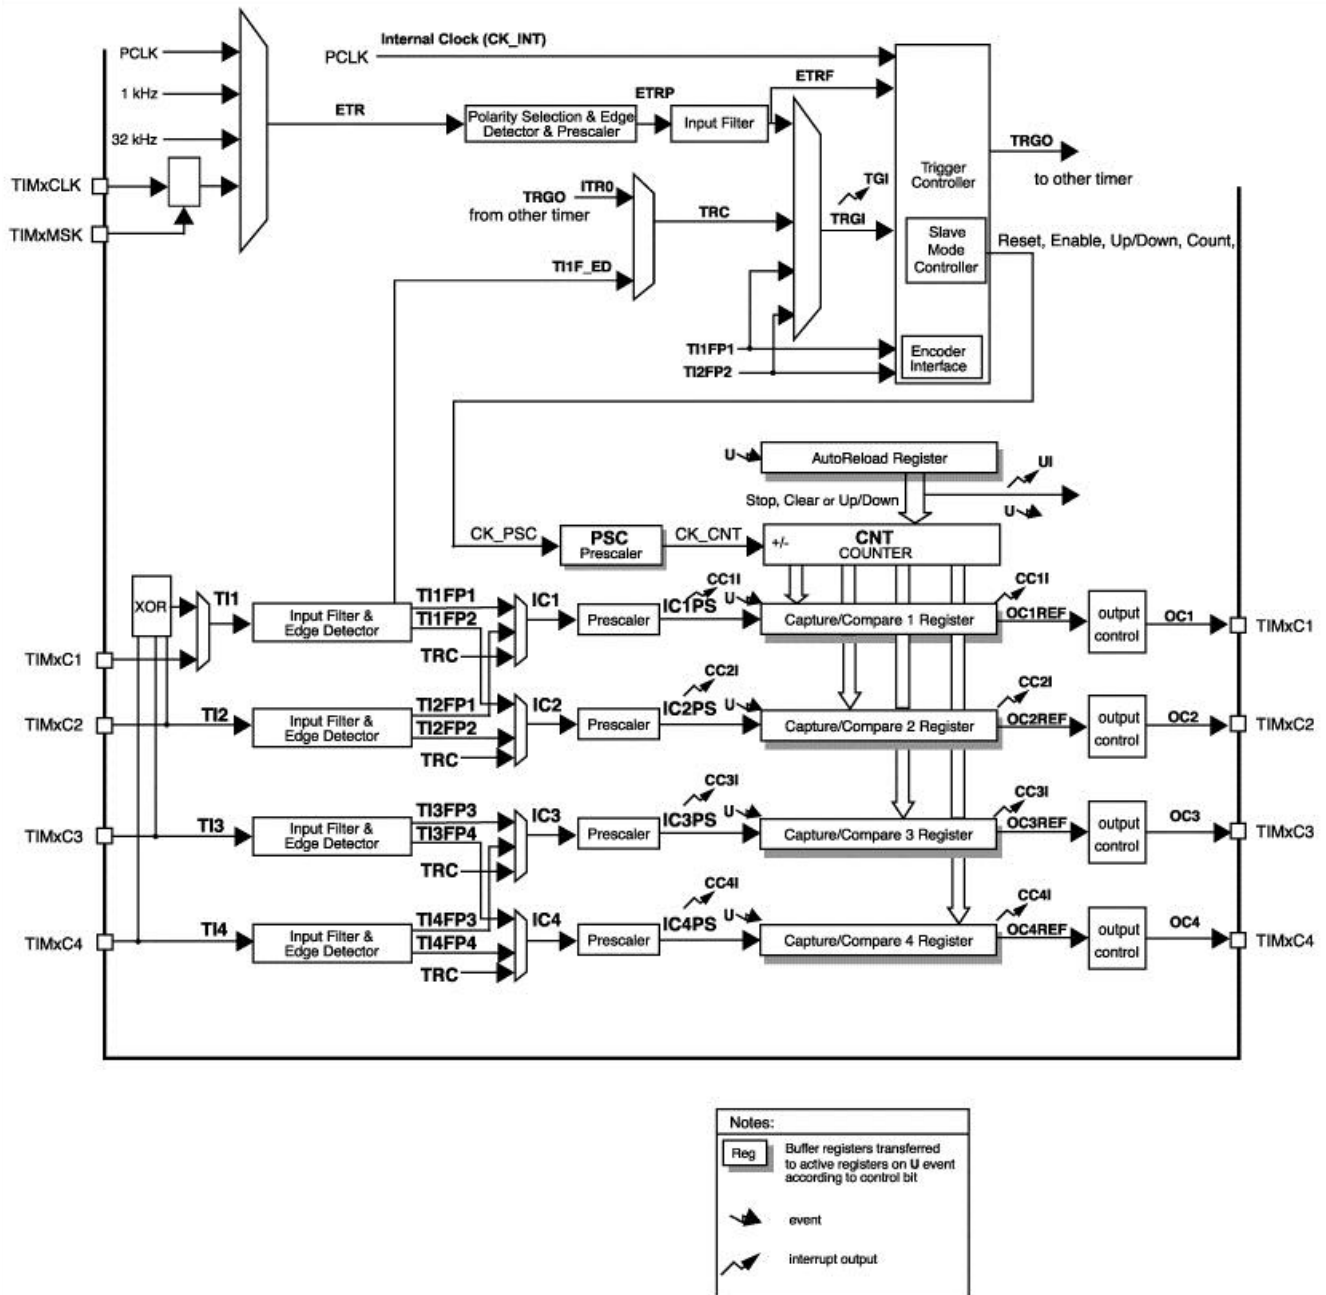 Internal Clock (CK_INT)
PCLK
PCLK
1 kHz
32 kHz
TIMxCLK
TIMxMSK
ETR
Polarity Selection & Edge
Detector & Prescaler
ETRP
Input Filter
ETRF
TRGO
ITR0
from other timer
TRC
TI1F_ED
TGI
TRGI
Trigger
Controller
Slave
Mode
Controller
Encoder
Interface
TRGO
to other timer
Reset, Enable, Up/Down, Count,
TI1FP1
TI2FP2
U
AutoReload Register
UI
Stop, Clear or Up/Down
U
CK_PSC
PSC
Prescaler
CK_CNT
+/-
CNT
COUNTER
XOR
TI1
Input Filter &
Edge Detector
TI1FP1
TI1FP2
TRC
IC1
Prescaler
CC1I
IC1PS
U
Capture/Compare 1 Register
CC1I
OC1REF
output
control
OC1
TIMxC1
TIMxC1
TIMxC2
TI2
Input Filter &
Edge Detector
TI2FP1
TI2FP2
TRC
IC2
Prescaler
CC2I
IC2PS
U
Capture/Compare 2 Register
CC2I
OC2REF
output
control
OC2
TIMxC2
TIMxC3
TI3
Input Filter &
Edge Detector
TI3FP3
TI3FP4
TRC
IC3
Prescaler
CC3I
IC3PS
U
Capture/Compare 3 Register
CC3I
OC3REF
output
control
OC3
TIMxC3
TIMxC4
TI4
Input Filter &
Edge Detector
TI4FP3
TI4FP4
TRC
IC4
Prescaler
CC4I
IC4PS
U
Capture/Compare 4 Register
CC4I
OC4REF
output
control
OC4
TIMxC4
Notes:
Reg
Buffer registers transferred
to active registers on U event
according to control bit
event
interrupt output